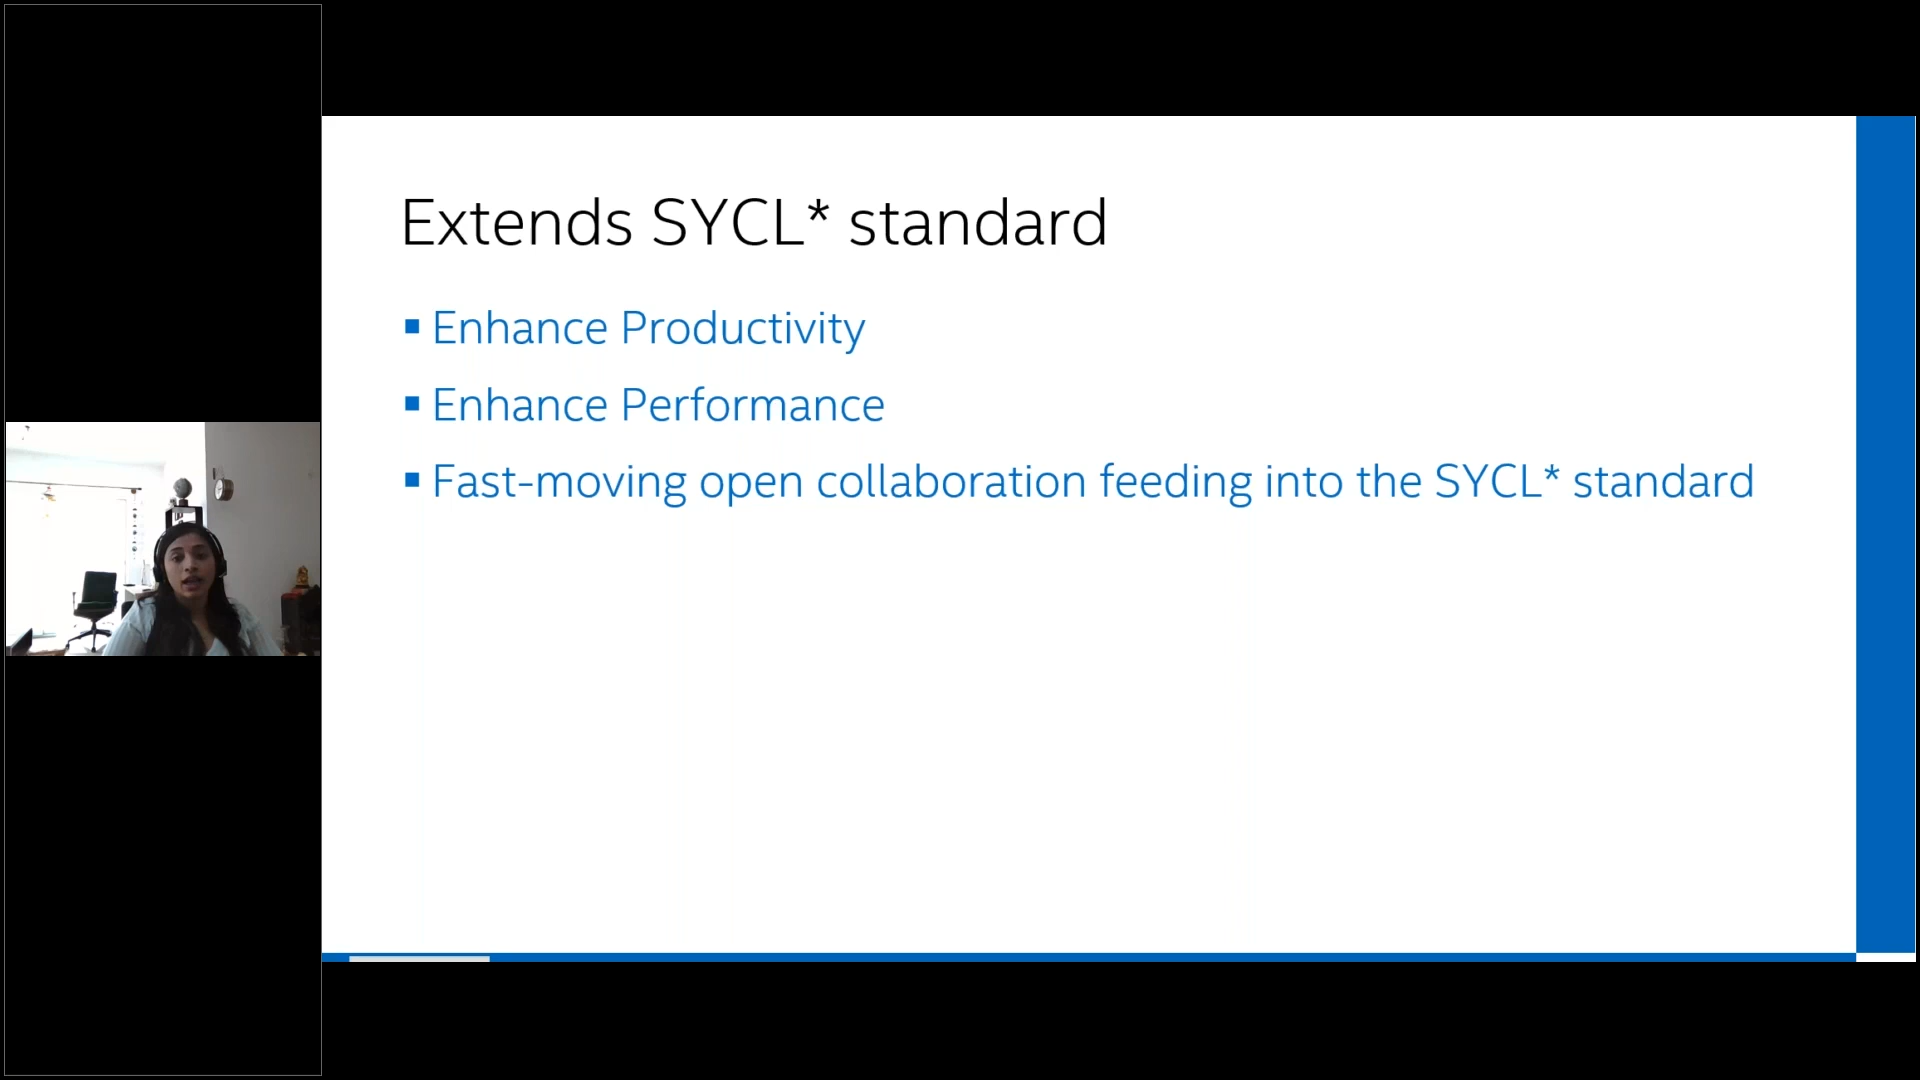 Extends SYCL* standard
▪ Enhance Productivity
▪ Enhance Performance
▪ Fast-moving open collaboration feeding into the SYCL* standard